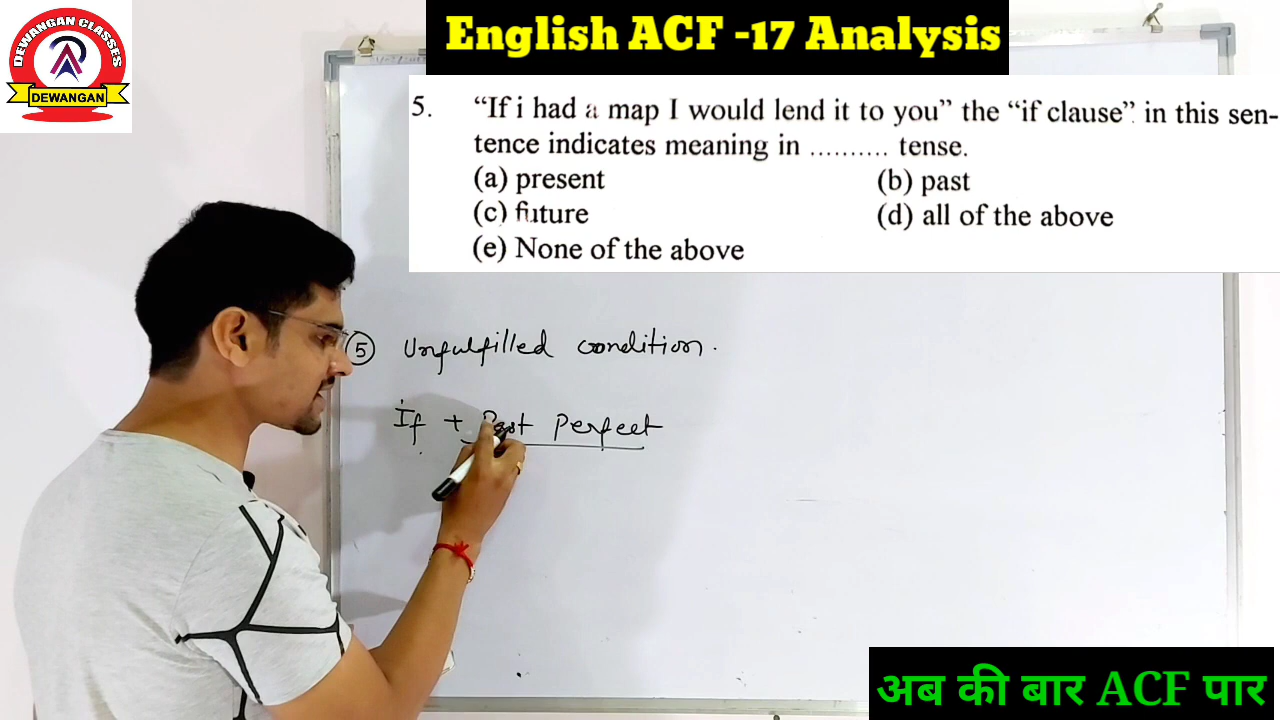 DEWANGAN CLASSES
DEWANGAN
English ACF -17 Analysis
5. “If i had a map I would lend it to you” the “if clause” in this sen-
tence indicates meaning in .......... tense.
(a) present (b) past
(c) future (d) all of the above
(e) None of the above
⑤ Unfulfilled condition.
If + Past Perfect
अब की बार ACF पार